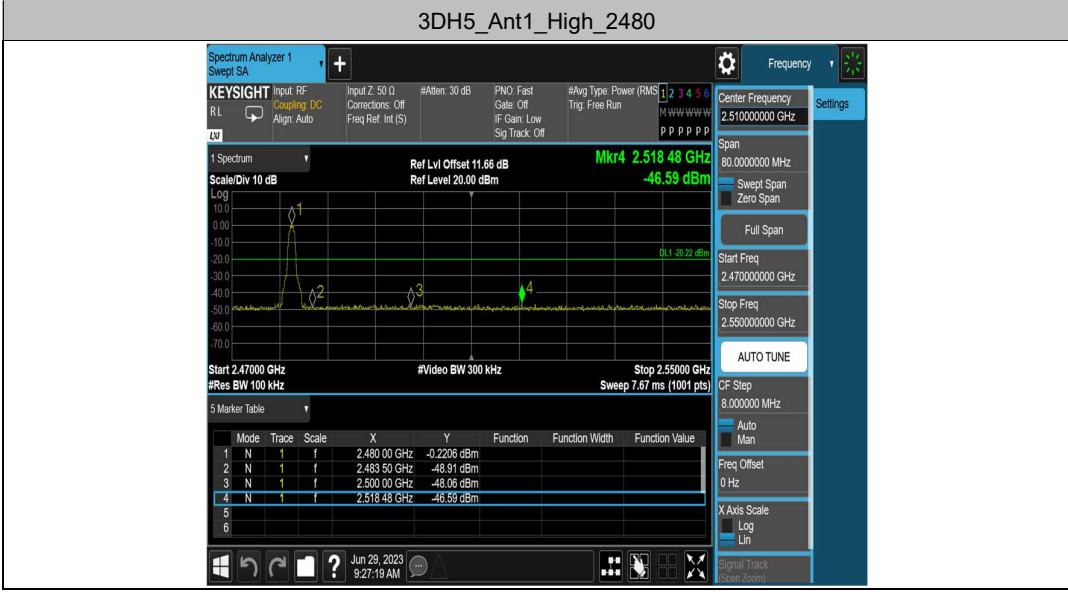 3DH5_Ant1_High_2480
Spectrum Analyzer 1
Swept SA
+
Frequency
KEYSIGHT
RL
LXI
Input: RF
Coupling: DC
Align: Auto
Input Z: 50 Ω
Corrections: Off
Freq Ref: Int (S)
#Atten: 30 dB
PNO: Fast
Gate: Off
IF Gain: Low
Sig Track: Off
#Avg Type: Power (RMS
Trig: Free Run
1 2 3 4 5 6
M W W W W W
P P P P P P
1 Spectrum
Scale/Div 10 dB
Ref Lvl Offset 11.66 dB
Ref Level 20.00 dBm
Mkr4 2.518 48 GHz
-46.59 dBm
Log
10.0
0.00
-10.0
-20.0
-30.0
-40.0
-50.0
-60.0
-70.0
1
2
3
4
DL1 -20.22 dBm
Start 2.47000 GHz
#Res BW 100 kHz
#Video BW 300 kHz
Stop 2.55000 GHz
Sweep 7.67 ms (1001 pts)
5 Marker Table
Mode Trace Scale X Y Function Function Width Function Value
1 N 1 f 2.480 00 GHz -0.2206 dBm
2 N 1 f 2.483 50 GHz -48.91 dBm
3 N 1 f 2.500 00 GHz -48.06 dBm
4 N 1 f 2.518 48 GHz -46.59 dBm
5
6
Jun 29, 2023
9:27:19 AM
Center Frequency
2.510000000 GHz
Settings
Span
80.0000000 MHz
Swept Span
Zero Span
Full Span
Start Freq
2.470000000 GHz
Stop Freq
2.550000000 GHz
AUTO TUNE
CF Step
8.000000 MHz
Auto
Man
Freq Offset
0 Hz
X Axis Scale
Log
Lin
Signal Track
(Span Zoom)